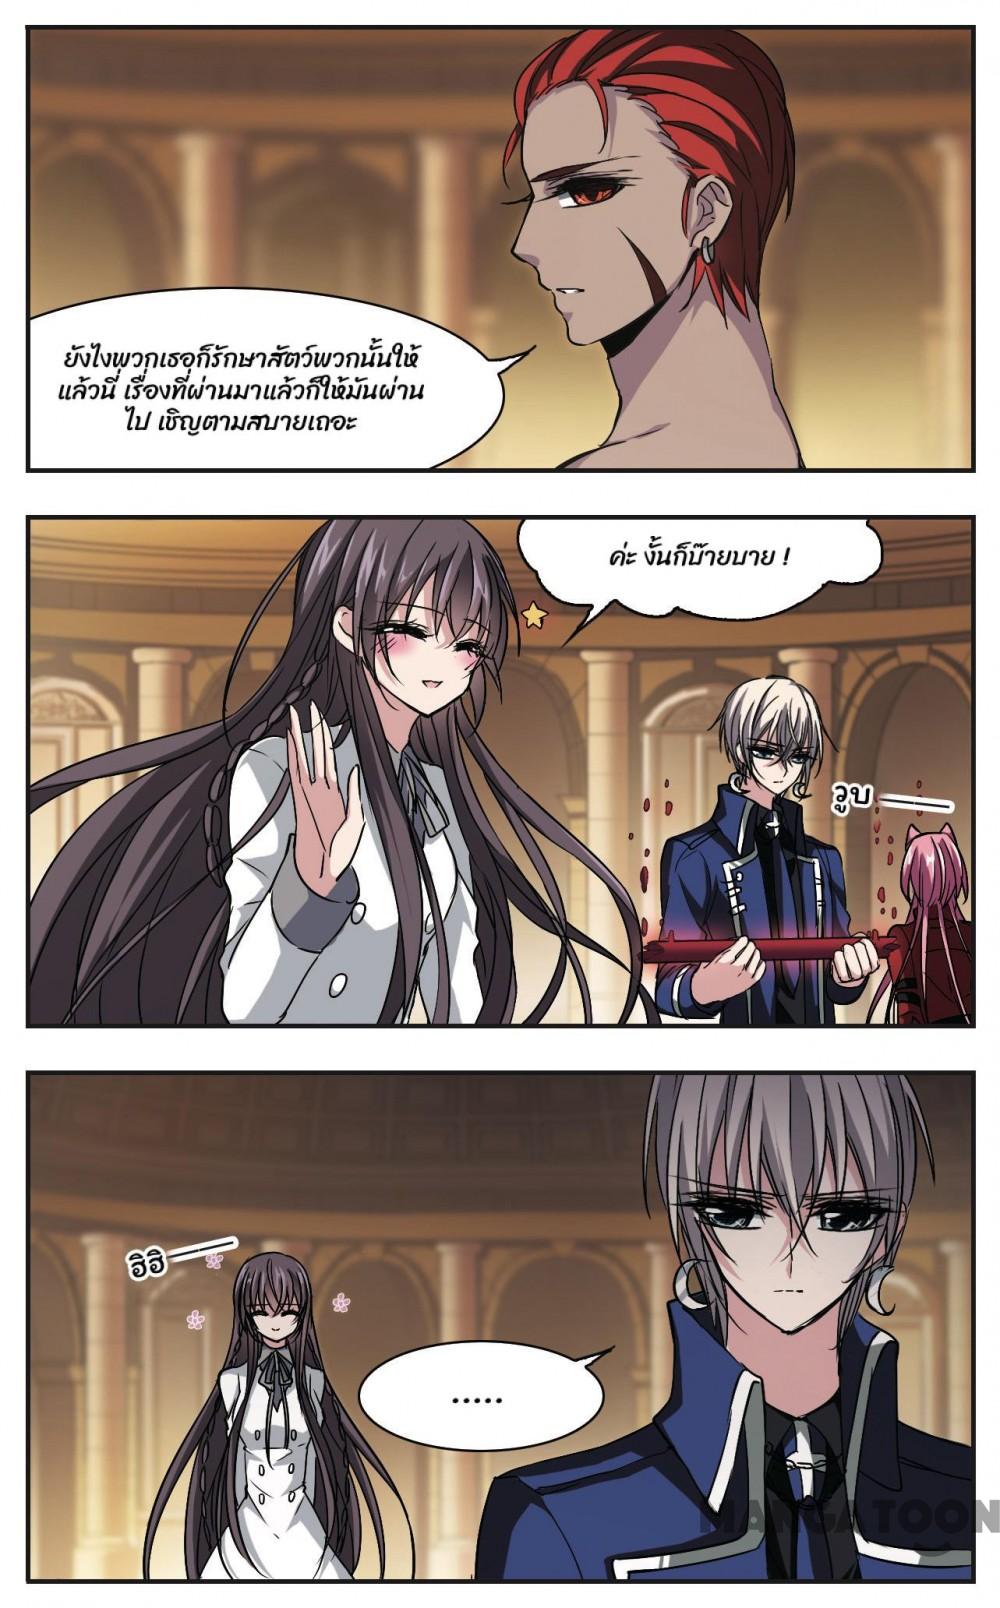 ยังไงพวกเธอก็รักษาสัตว์พวกนั้นให้
แล้วนี่ เรื่องที่ผ่านมาแล้วก็ให้มันผ่าน
ไป เชิญตามสบายเถอะ
ค่ะ งั้นก็บ๊ายบาย !
วูบ
ฮิฮิ
.....
MANGATOON